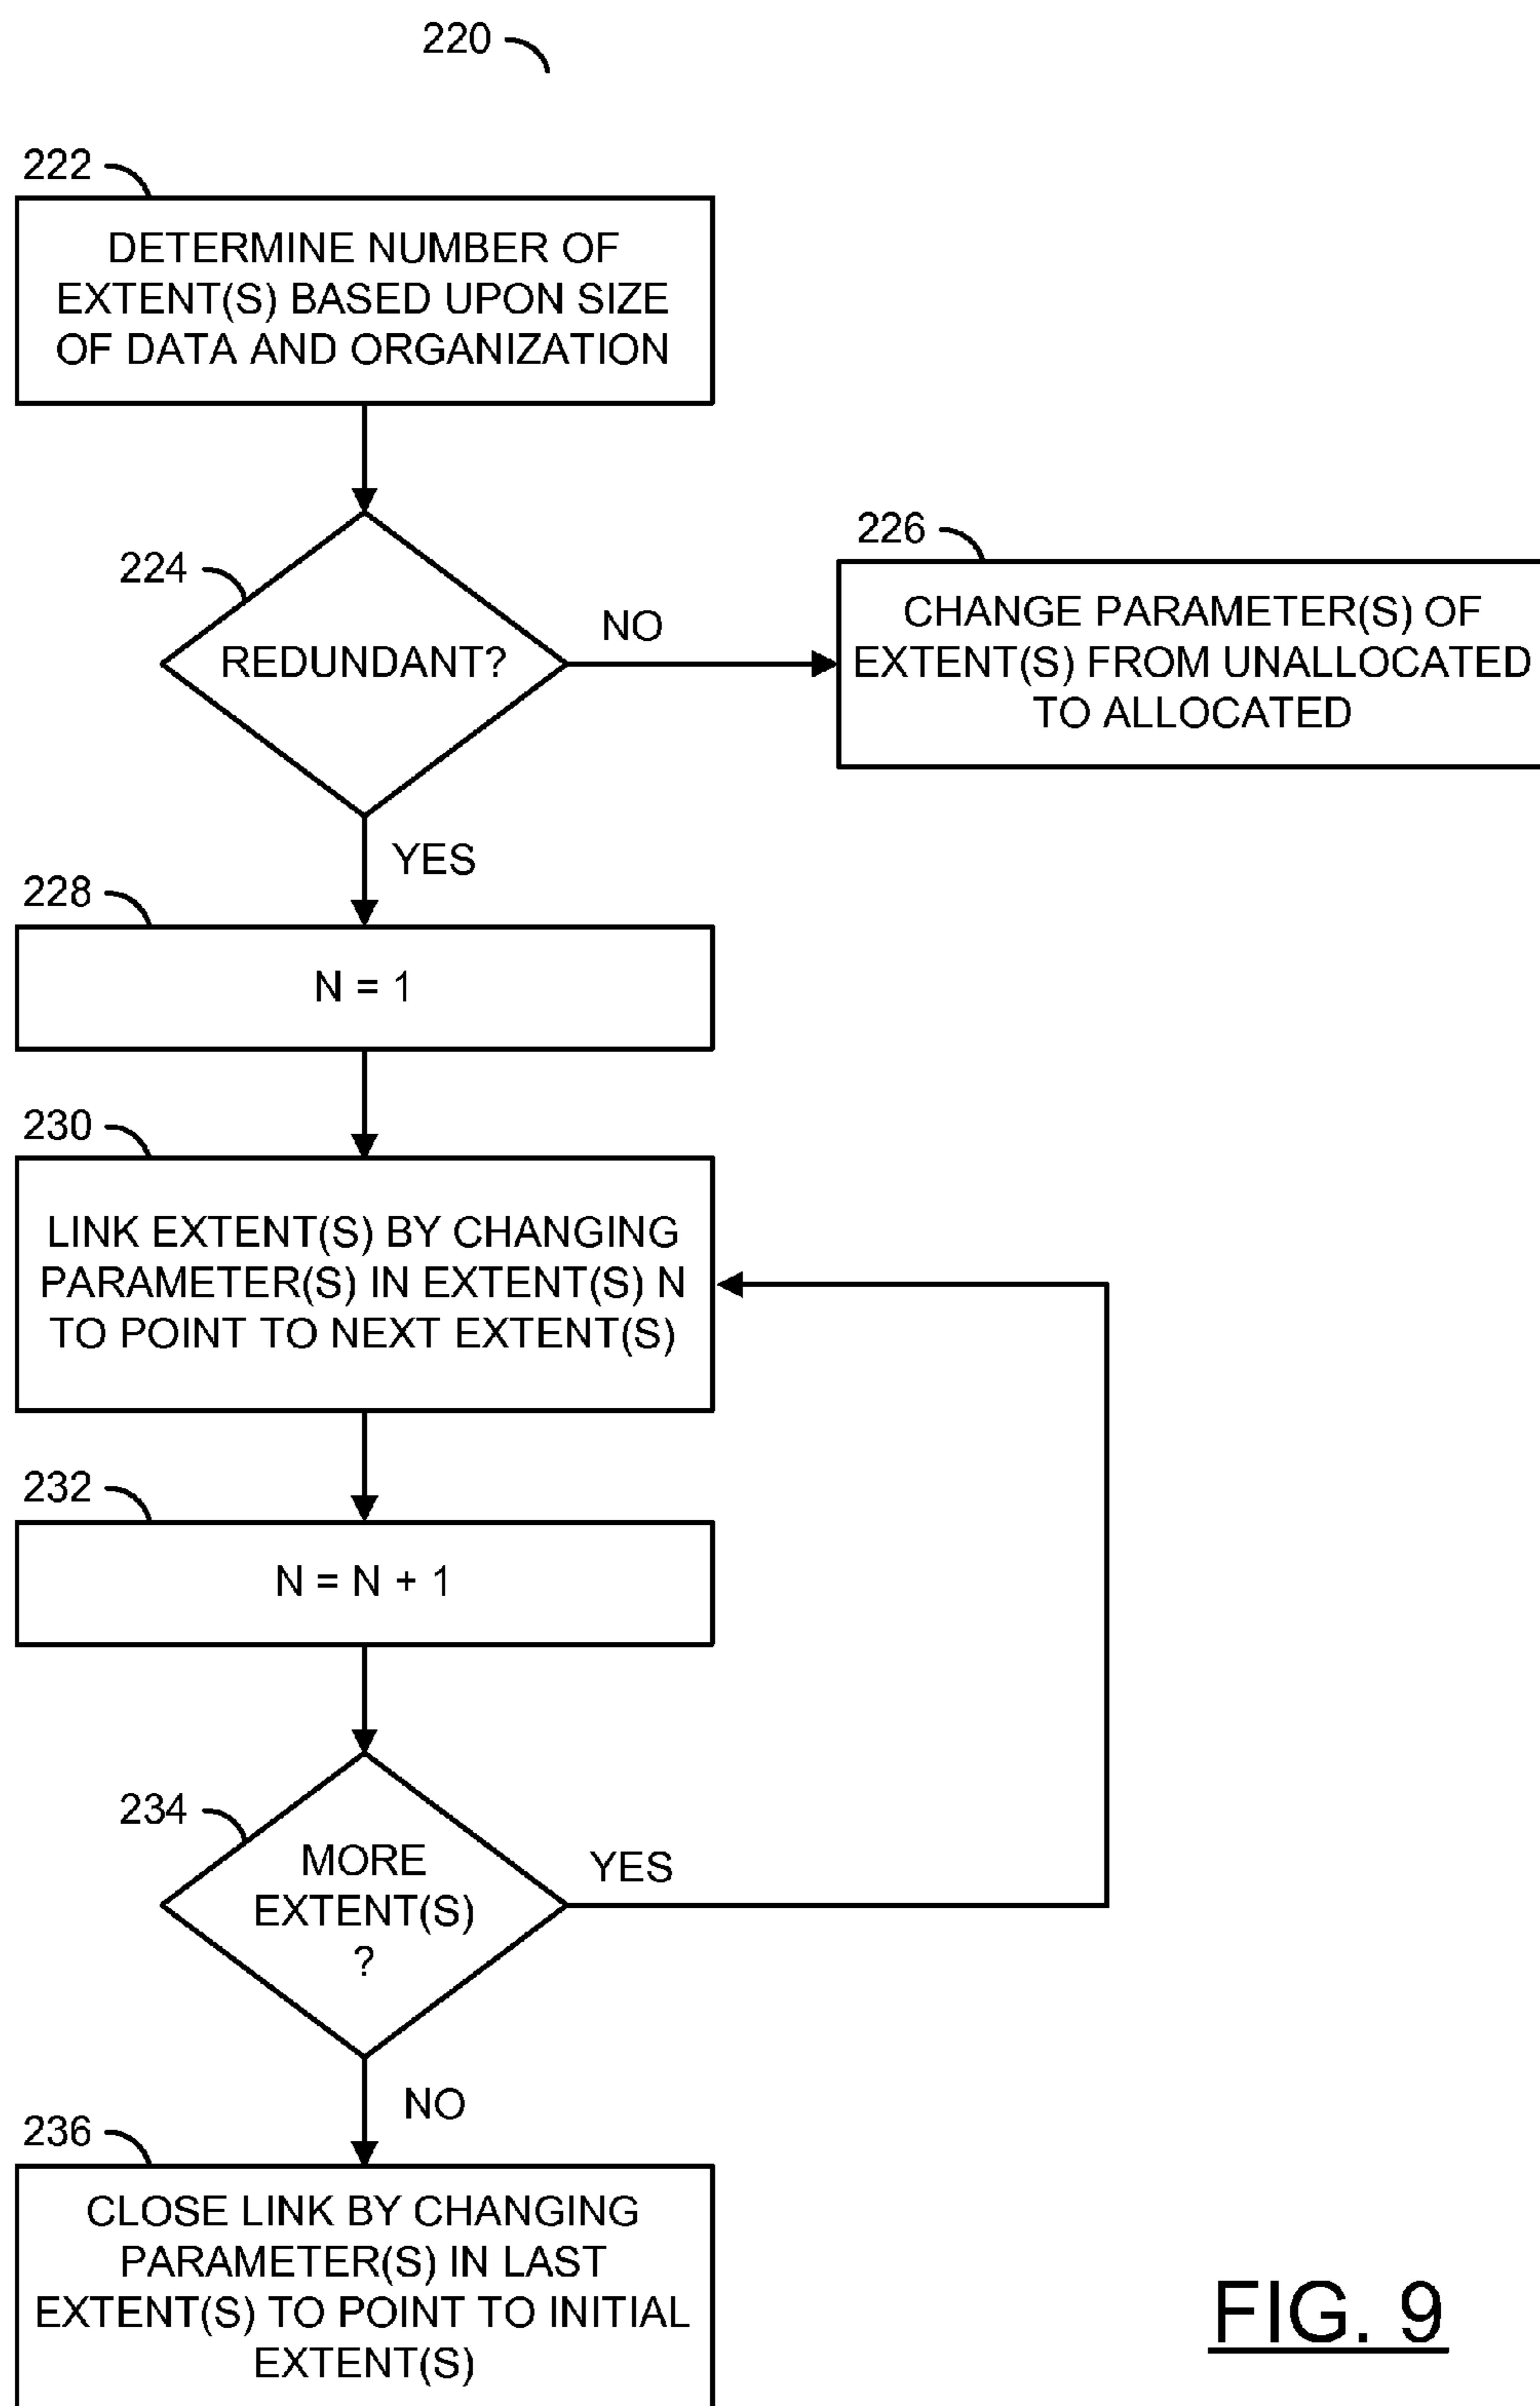 220
222
DETERMINE NUMBER OF
EXTENT(S) BASED UPON SIZE
OF DATA AND ORGANIZATION
224
REDUNDANT?
NO
226
CHANGE PARAMETER(S) OF
EXTENT(S) FROM UNALLOCATED
TO ALLOCATED
YES
228
N = 1
230
LINK EXTENT(S) BY CHANGING
PARAMETER(S) IN EXTENT(S) N
TO POINT TO NEXT EXTENT(S)
232
N = N + 1
234
MORE
EXTENT(S)
?
YES
NO
236
CLOSE LINK BY CHANGING
PARAMETER(S) IN LAST
EXTENT(S) TO POINT TO INITIAL
EXTENT(S)
FIG. 9